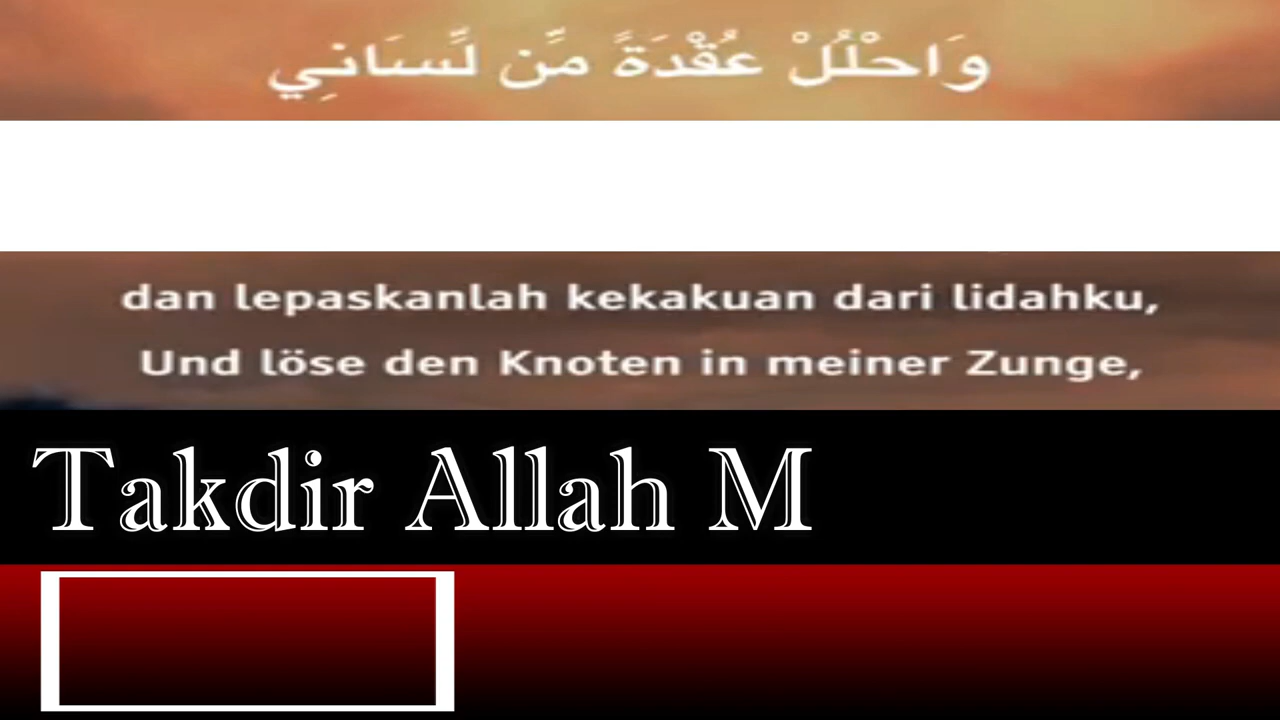 وَاحْلُلْ عُقْدَةً مِّن لِّسَانِي
dan lepaskanlah kekakuan dari lidahku,
Und löse den Knoten in meiner Zunge,
Takdir Allah M